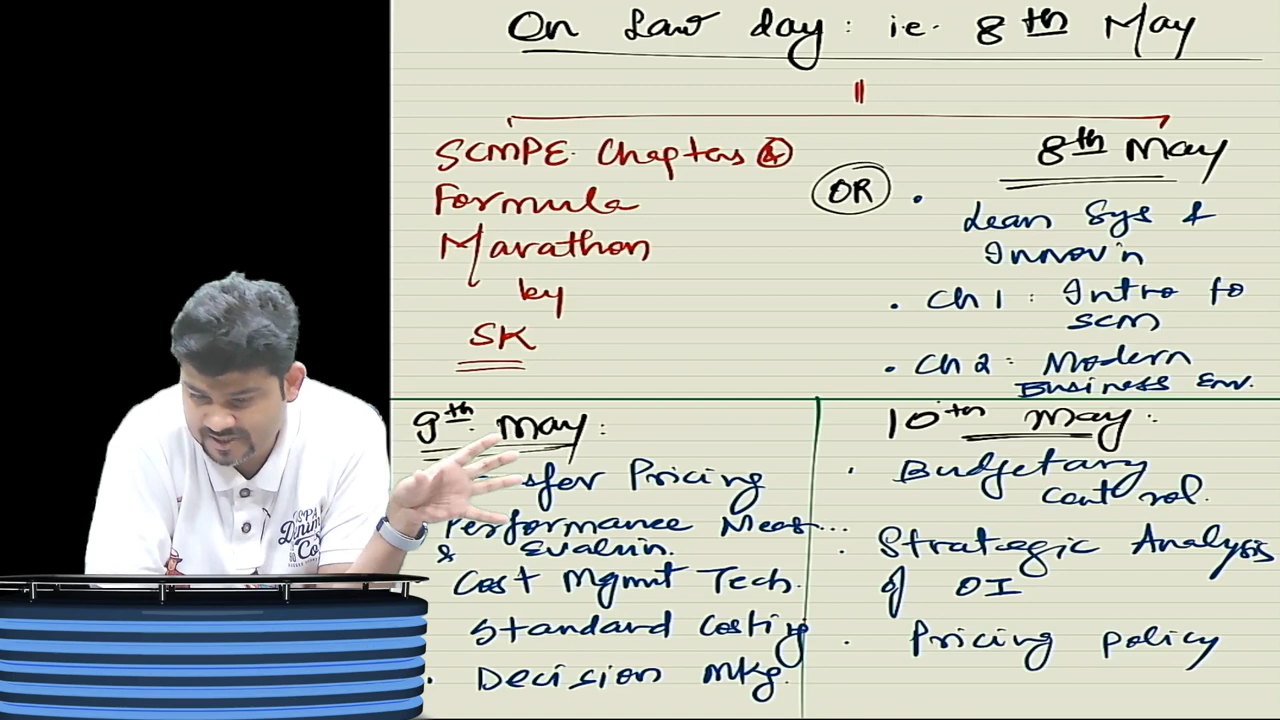 On Law day : ie. 8th May
SCMPE Chapters &
Formula
Marathon
by
SK
OR
8th May
. Lean Sys &
Innov'n
. Ch 1 : Intro to
SCM
. Ch 2 : Modern
Business Env.
9th May :
sfer Pricing
Performance Meas...
& Evaluin.
Cost Mgmt Tech.
Standard Costing
. Decision Mkg.
10th May :
. Budgetary
control.
. Strategic Analysis
of OI
. Pricing policy
Co